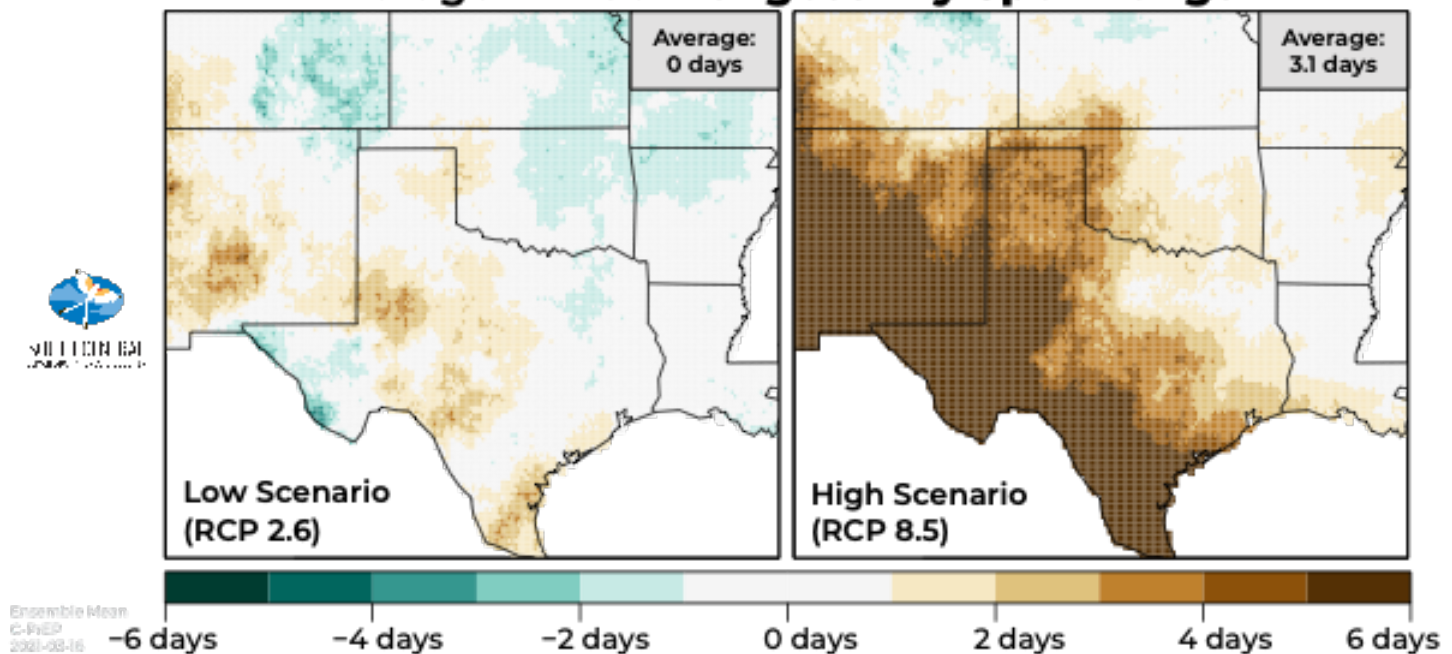 Average:
0 days
Average:
3.1 days
Low Scenario
(RCP 2.6)
High Scenario
(RCP 8.5)
Ensemble Mean
C-PrEP
−6 days −4 days −2 days 0 days 2 days 4 days 6 days